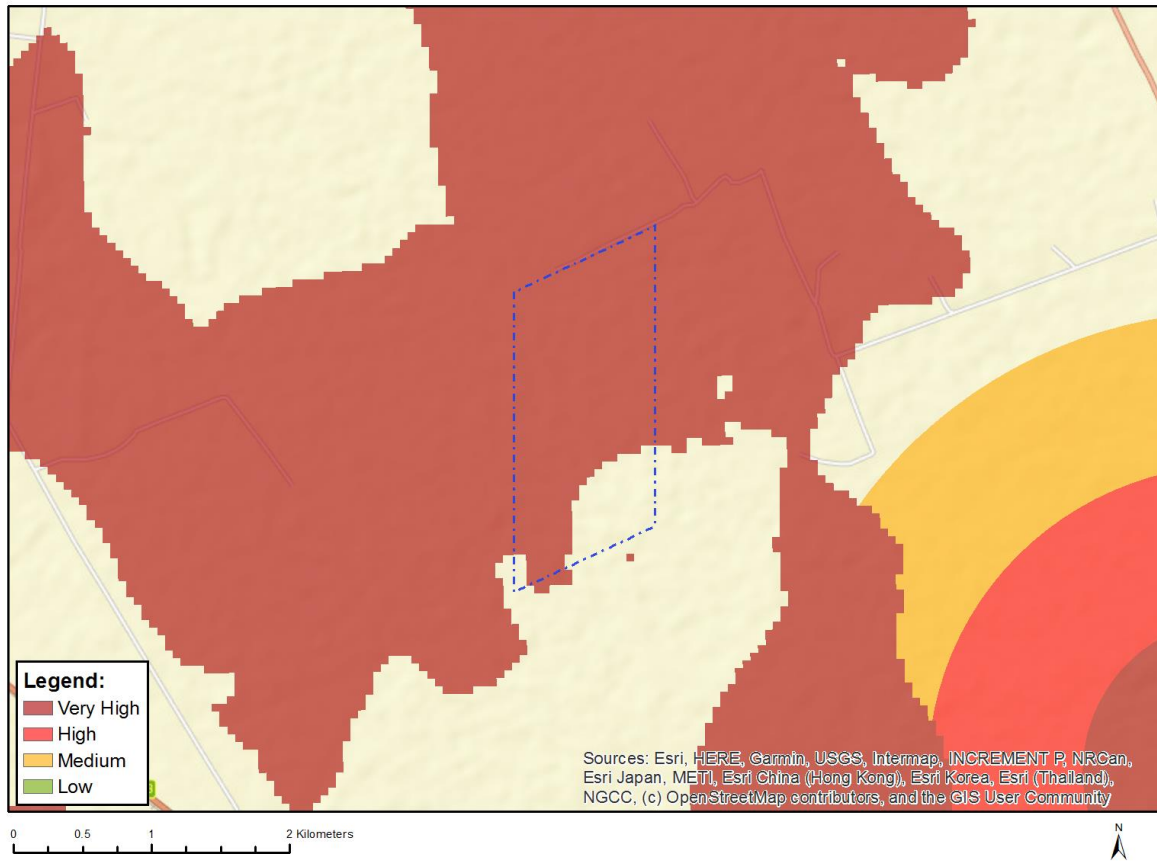 Legend:
Very High
High
Medium
Low
Sources: Esri, HERE, Garmin, USGS, Intermap, INCREMENT P, NRCan,
Esri Japan, METI, Esri China (Hong Kong), Esri Korea, Esri (Thailand),
NGCC, (c) OpenStreetMap contributors, and the GIS User Community
0 0.5 1 2 Kilometers
N